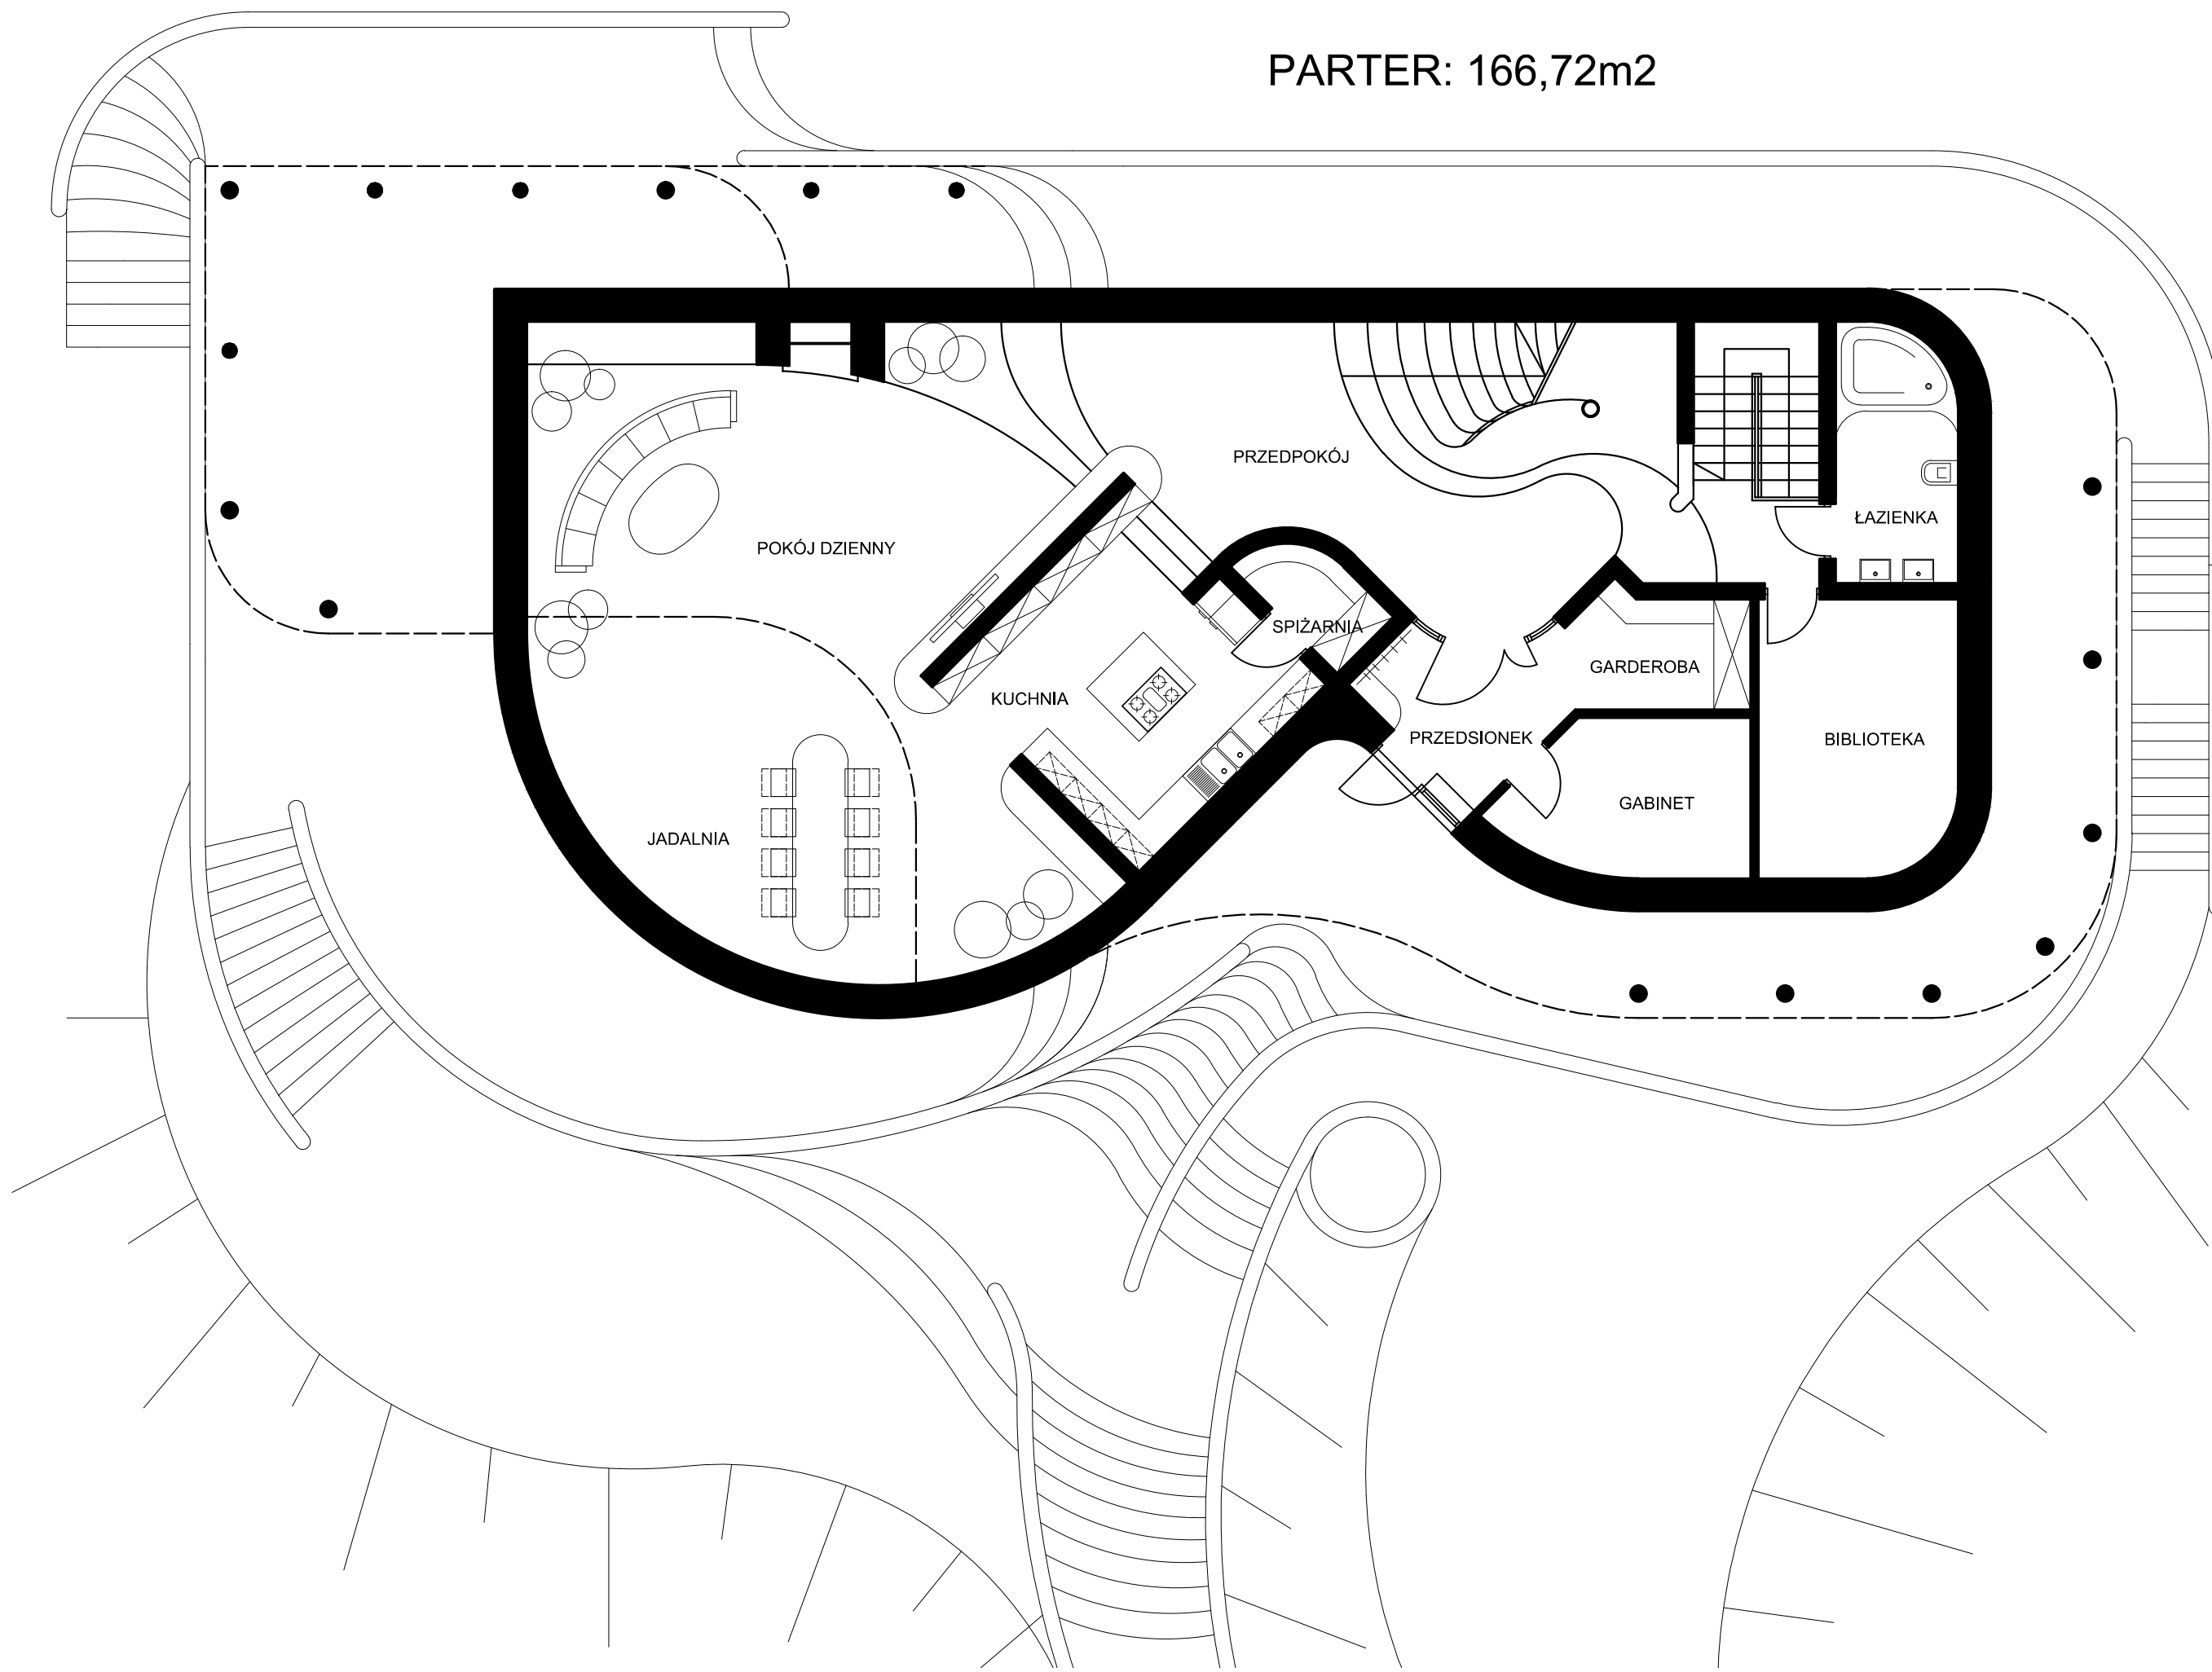 PARTER: 166,72m2
PRZEDPOKÓJ
ŁAZIENKA
POKÓJ DZIENNY
SPIŻARNIA
GARDEROBA
KUCHNIA
PRZEDSIONEK
BIBLIOTEKA
GABINET
JADALNIA